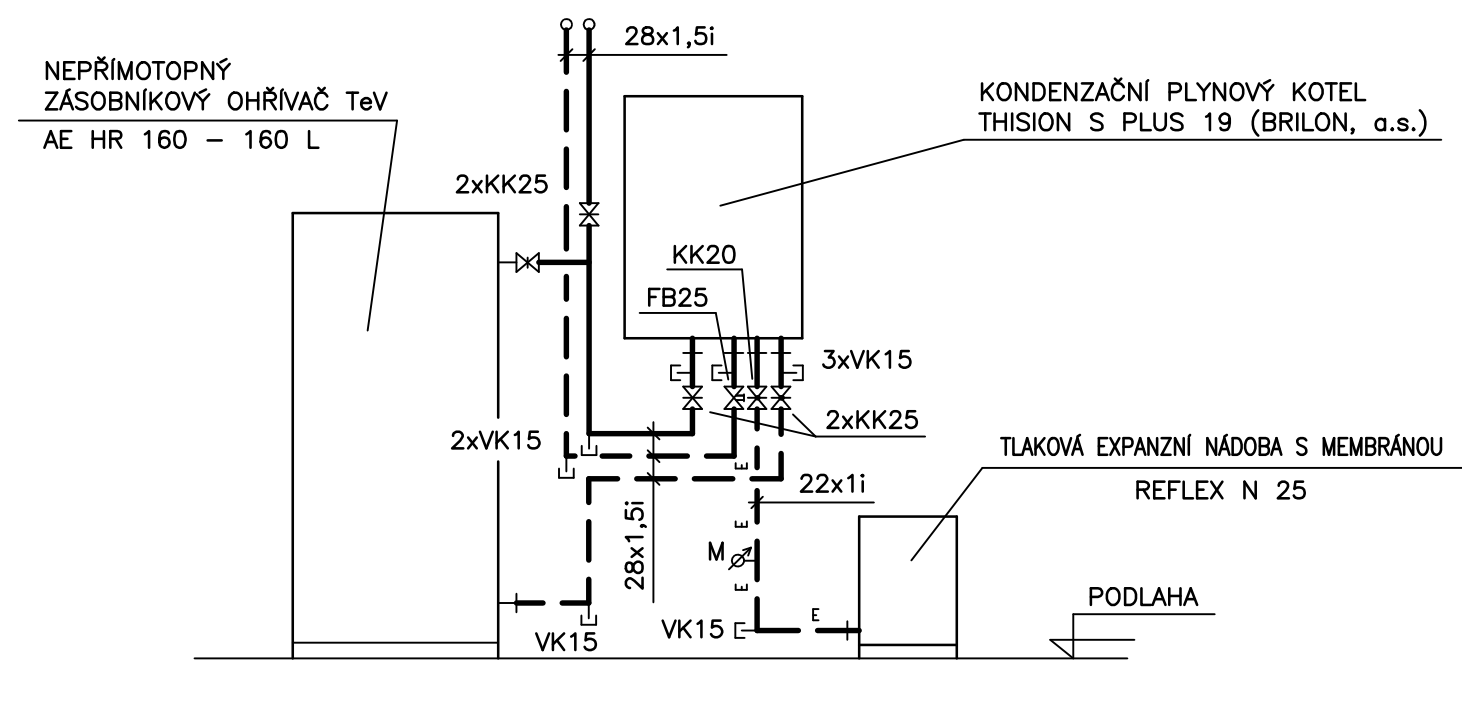 28x1,5i
NEPŘÍMOTOPNÝ
ZÁSOBNÍKOVÝ OHŘÍVAČ TeV
AE HR 160 – 160 L
KONDENZAČNÍ PLYNOVÝ KOTEL
THISION S PLUS 19 (BRILON, a.s.)
2xKK25
KK20
FB25
3xVK15
2xKK25
2xVK15
TLAKOVÁ EXPANZNÍ NÁDOBA S MEMBRÁNOU
REFLEX N 25
E
22x1i
28x1,5i
E
M
E
PODLAHA
E
VK15
VK15